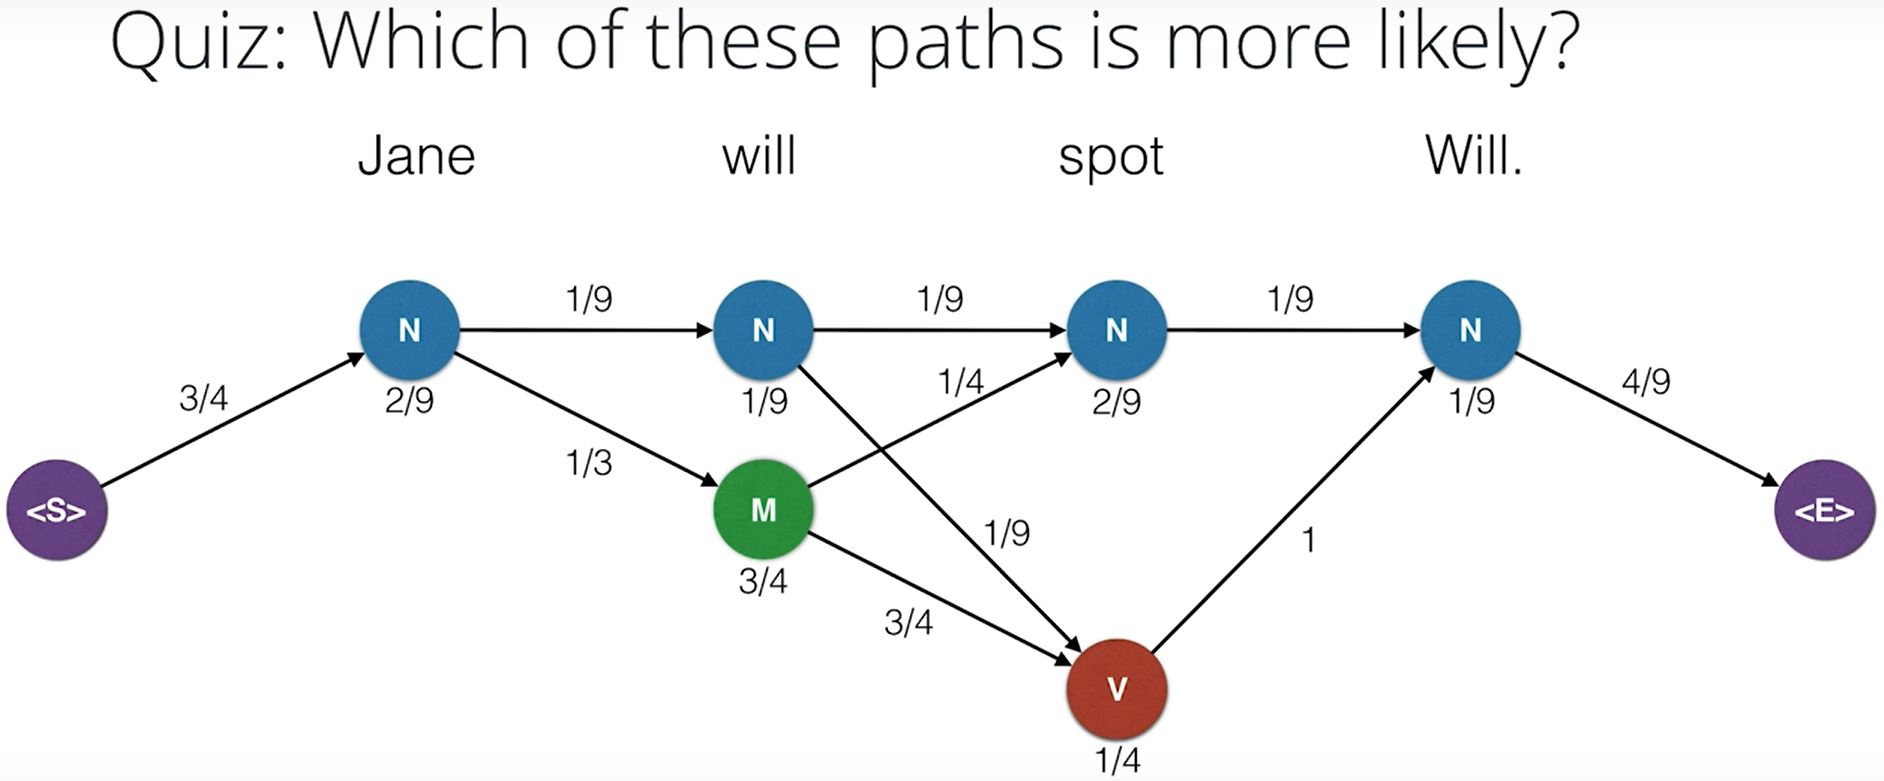 Quiz: Which of these paths is more likely?
Jane will spot Will.
1/9 1/9 1/9
N N N N
3/4 1/4 4/9
2/9 1/9 2/9 1/9
1/3
<S> M <E>
1/9
1
3/4
3/4
V
1/4